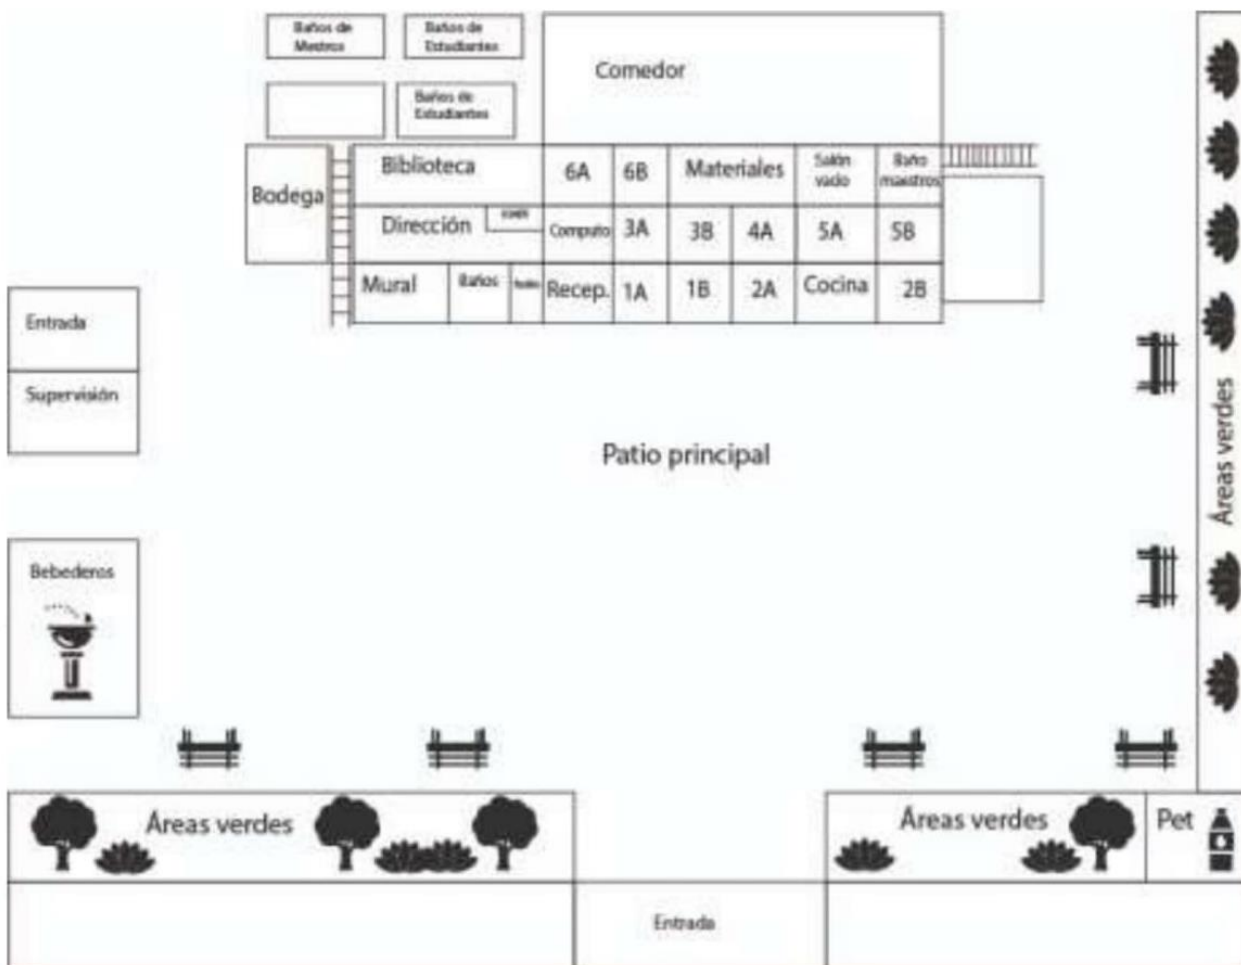 Baños de
Mestros
Baños de
Estudiantes
Comedor
Baños de
Estudiantes
Bodega
Biblioteca
6A
6B
Materiales
Salón
vacio
Baño
maestros
Dirección
Computo
3A
3B
4A
5A
5B
Mural
Baños
Recep.
1A
1B
2A
Cocina
2B
Entrada
Supervisión
Patio principal
Áreas verdes
Bebederos
Áreas verdes
Áreas verdes
Pet
Entrada